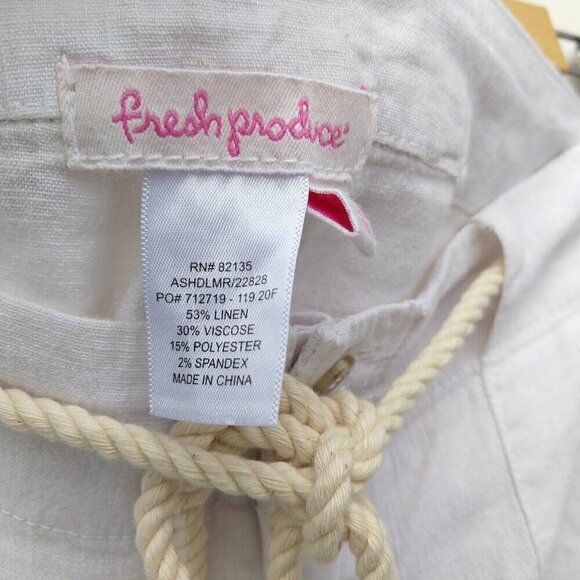 fresh produce
RN# 82135
ASHDLMR/22828
PO# 712719 - 119 20F
53% LINEN
30% VISCOSE
15% POLYESTER
2% SPANDEX
MADE IN CHINA